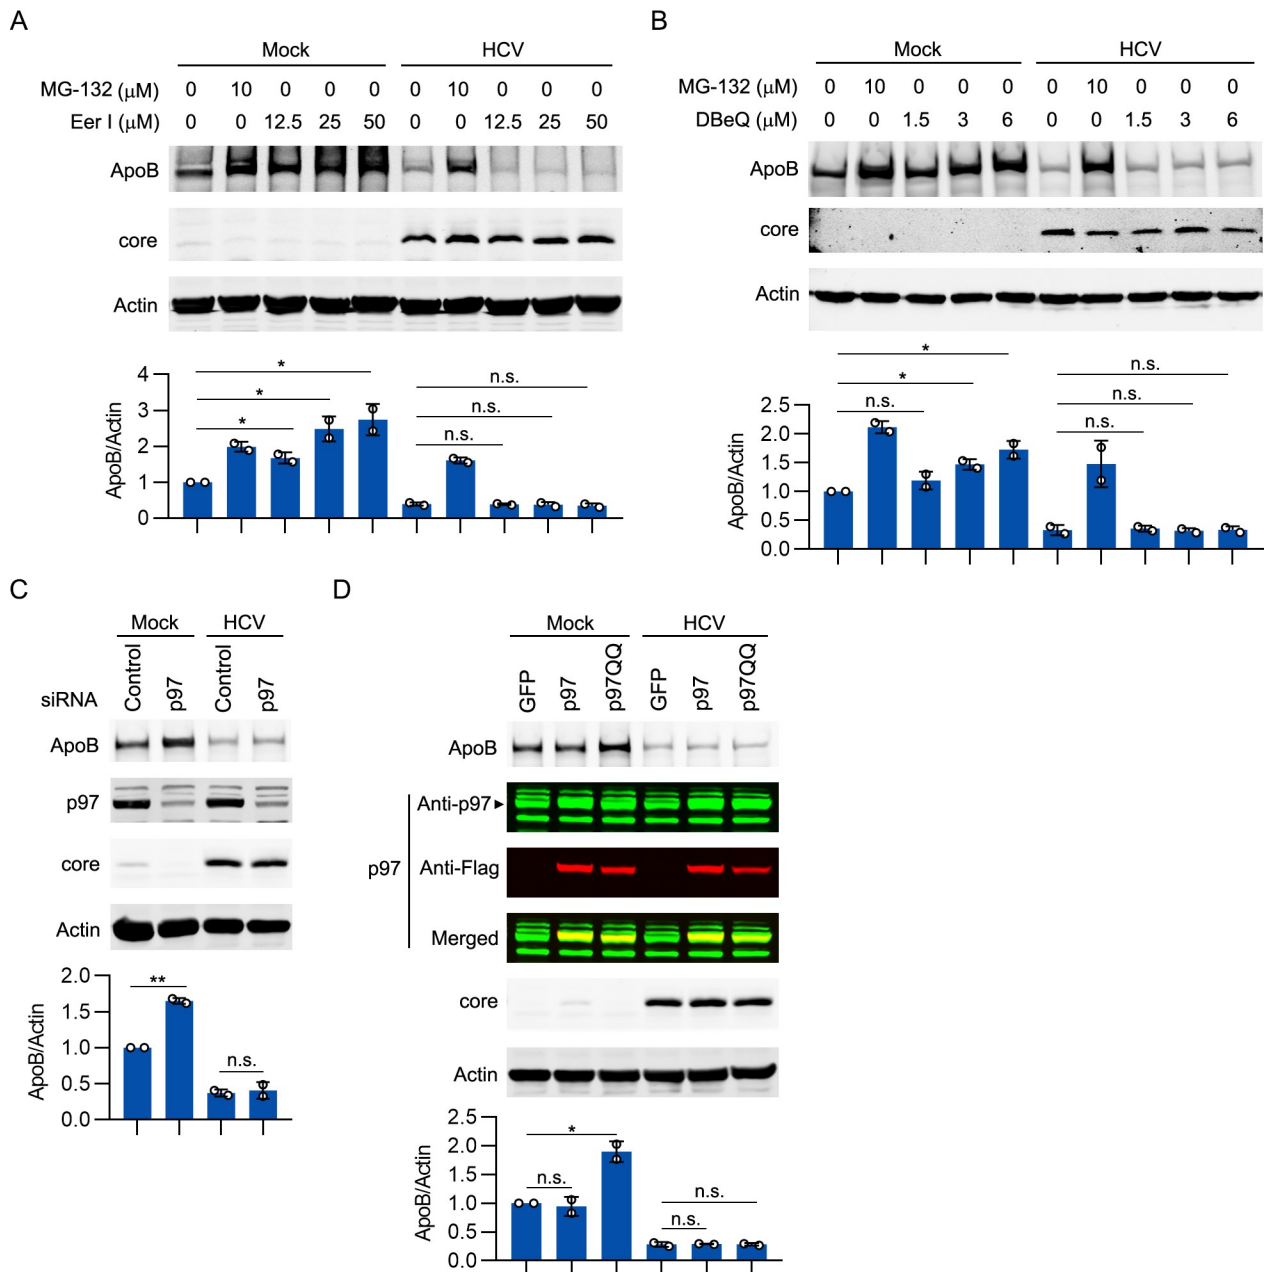 A
Mock HCV
MG-132 (μM) 0 10 0 0 0 0 10 0 0 0
Eer I (μM) 0 0 12.5 25 50 0 0 12.5 25 50
ApoB
core
Actin
* * * n.s. n.s. n.s.
ApoB/Actin
4
3
2
1
0
B
Mock HCV
MG-132 (μM) 0 10 0 0 0 0 10 0 0 0
DBeQ (μM) 0 0 1.5 3 6 0 0 1.5 3 6
ApoB
core
Actin
* * n.s. n.s. n.s. n.s.
ApoB/Actin
2.5
2.0
1.5
1.0
0.5
0.0
C
Mock HCV
siRNA Control p97 Control p97
ApoB
p97
core
Actin
** n.s.
ApoB/Actin
2.0
1.5
1.0
0.5
0.0
D
Mock HCV
GFP p97 p97QQ GFP p97 p97QQ
ApoB
p97
Anti-p97
Anti-Flag
Merged
core
Actin
* n.s. n.s. n.s.
ApoB/Actin
2.5
2.0
1.5
1.0
0.5
0.0